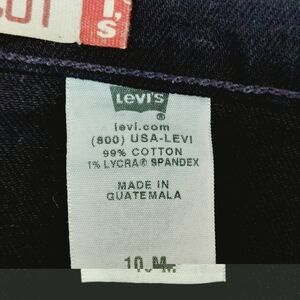 LEVI'S
®
levi.com
(800) USA-LEVI
99% COTTON
1% LYCRA® SPANDEX
MADE IN
GUATEMALA